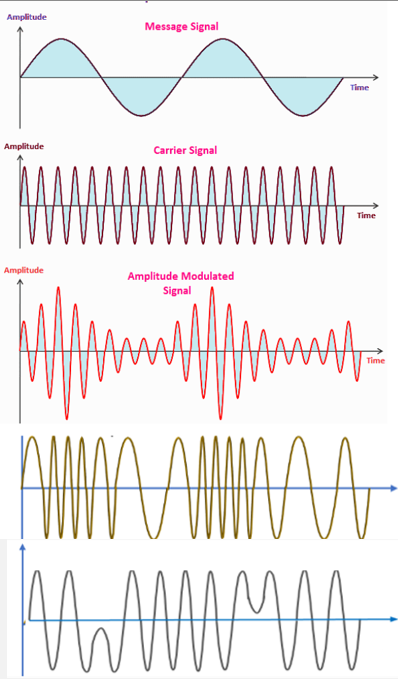 Amplitude
Message Signal
Time
Amplitude
Carrier Signal
Time
Amplitude
Amplitude Modulated
Signal
Time